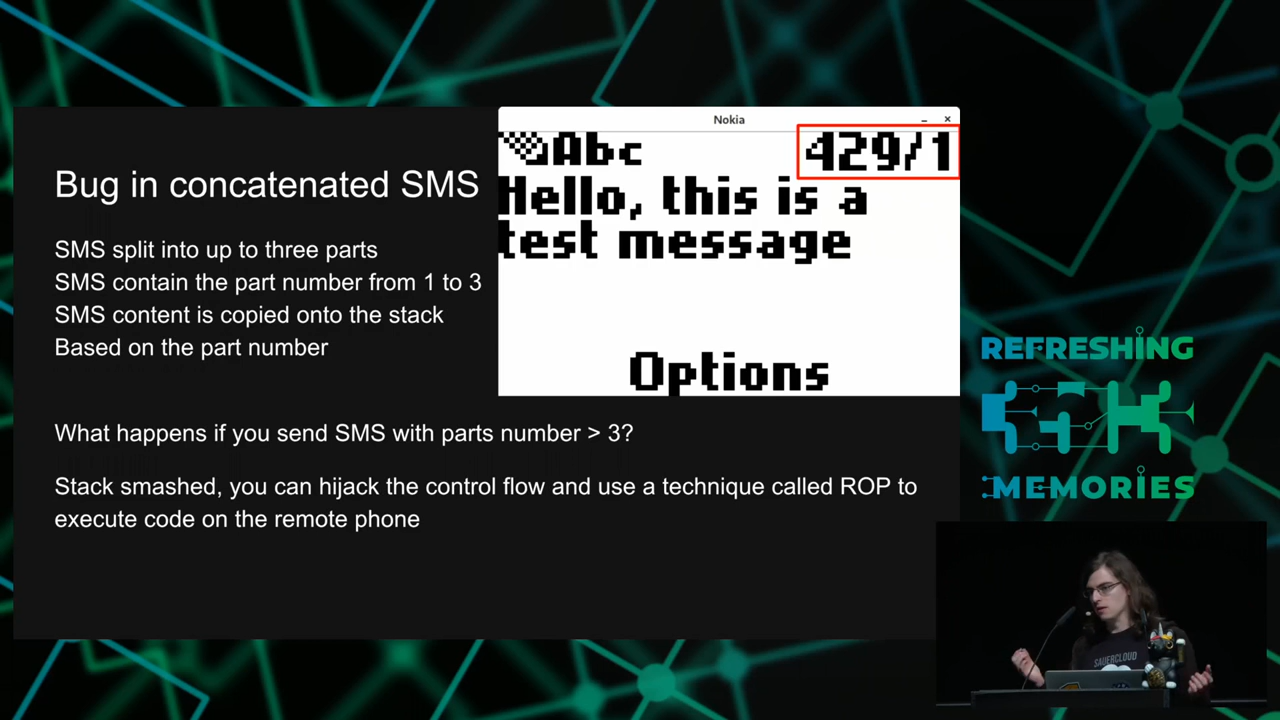 Nokia
Abc
429/1
Hello, this is a
test message
Options
Bug in concatenated SMS
SMS split into up to three parts
SMS contain the part number from 1 to 3
SMS content is copied onto the stack
Based on the part number
What happens if you send SMS with parts number > 3?
Stack smashed, you can hijack the control flow and use a technique called ROP to
execute code on the remote phone
REFRESHING
MEMORIES
SAUERCLOUD